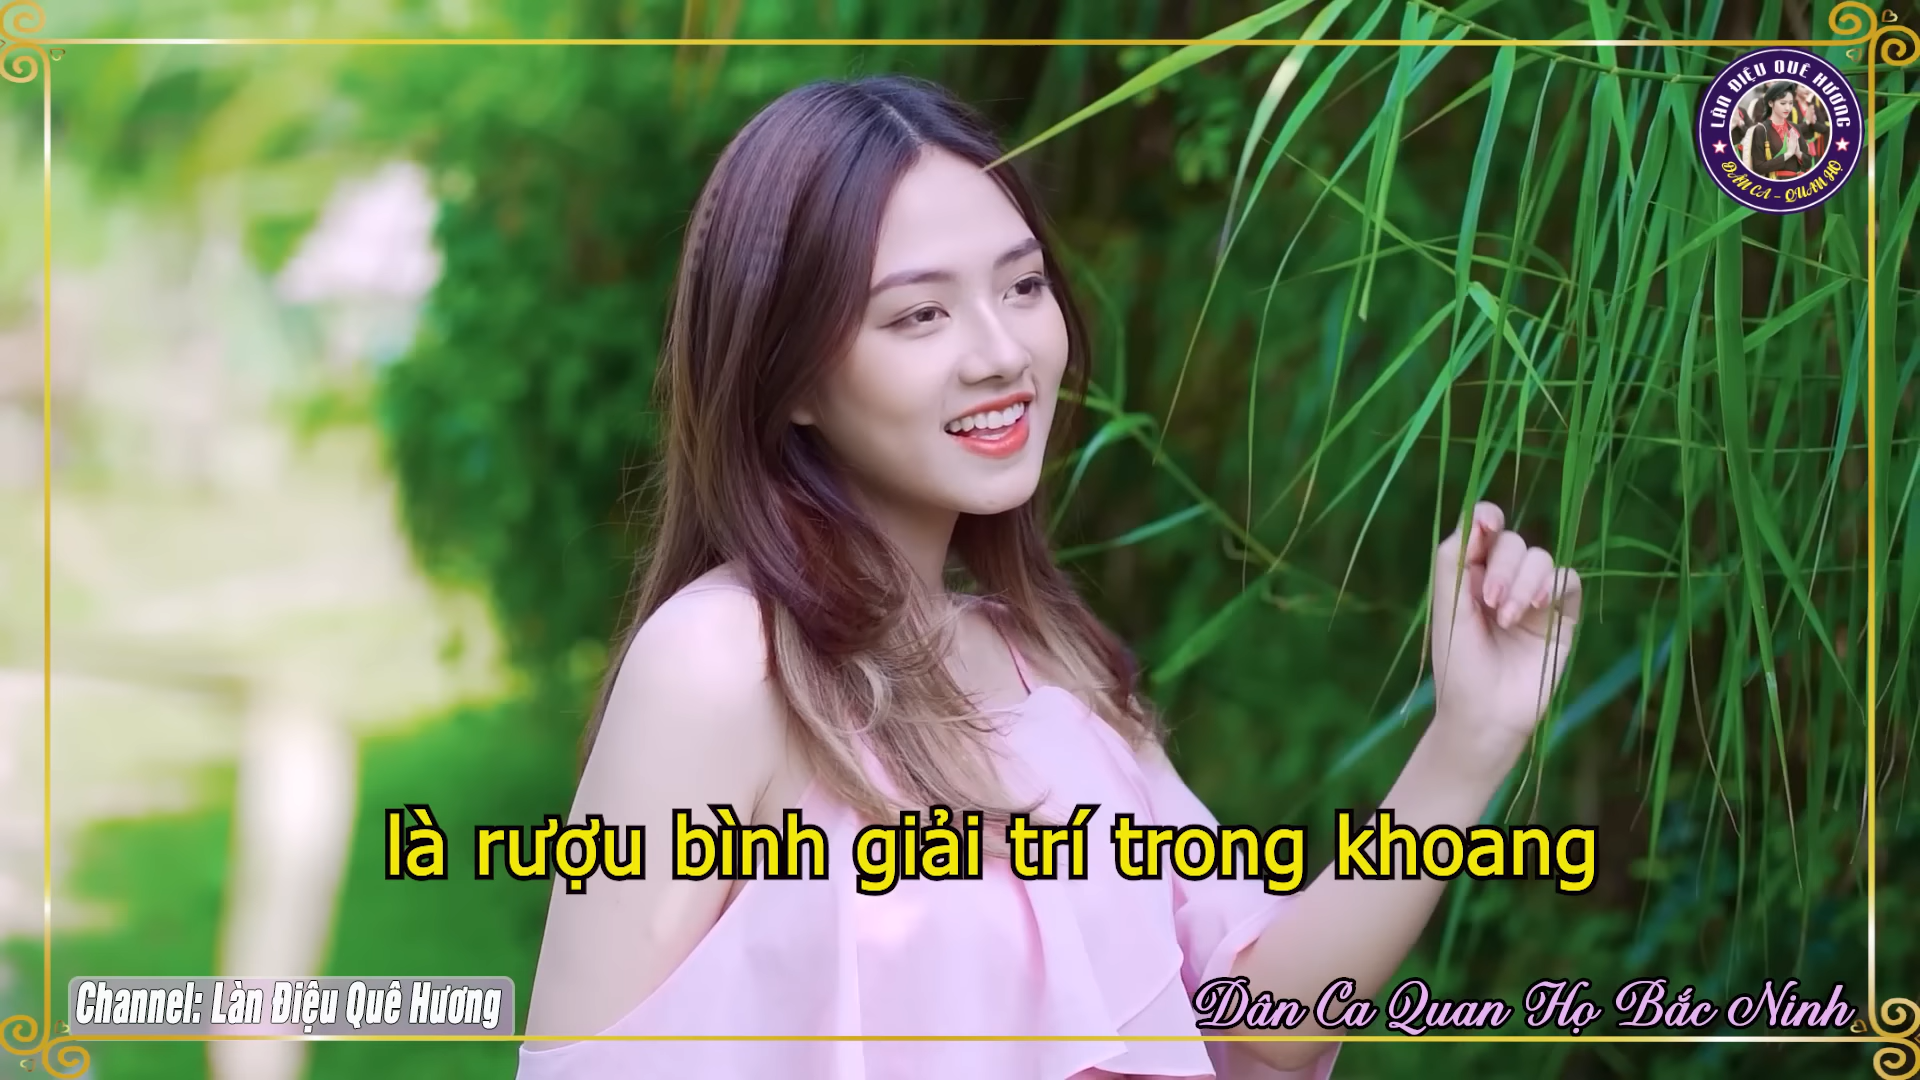 LÀN ĐIỆU QUÊ HƯƠNG
DÂN CA - QUAN HỌ
là rượu bình giải trí trong khoang
Channel: Làn Điệu Quê Hương
Dân Ca Quan Họ Bắc Ninh